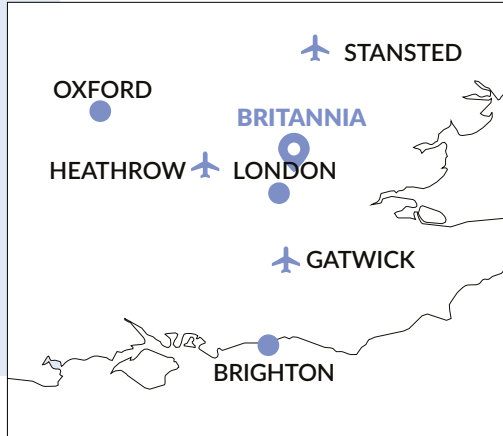 STANSTED
OXFORD
BRITANNIA
HEATHROW
LONDON
GATWICK
BRIGHTON